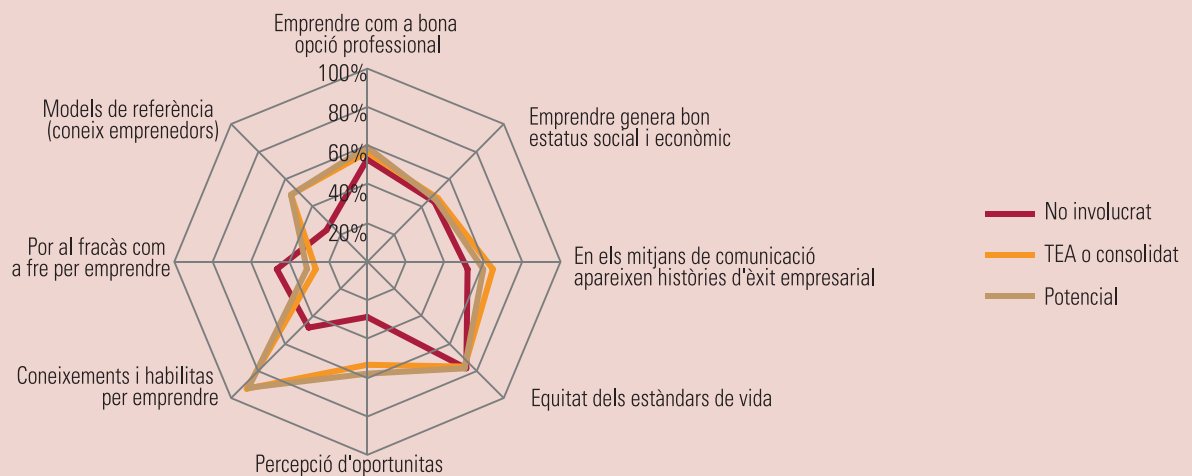 Emprendre com a bona
opció professional
100%
80%
60%
40%
20%
Emprendre genera bon
estatus social i econòmic
En els mitjans de comunicació
apareixen històries d'èxit empresarial
Equitat dels estàndars de vida
Percepció d'oportunitas
Coneixements i habilitas
per emprendre
Por al fracàs com
a fre per emprendre
Models de referència
(coneix emprenedors)
No involucrat
TEA o consolidat
Potencial